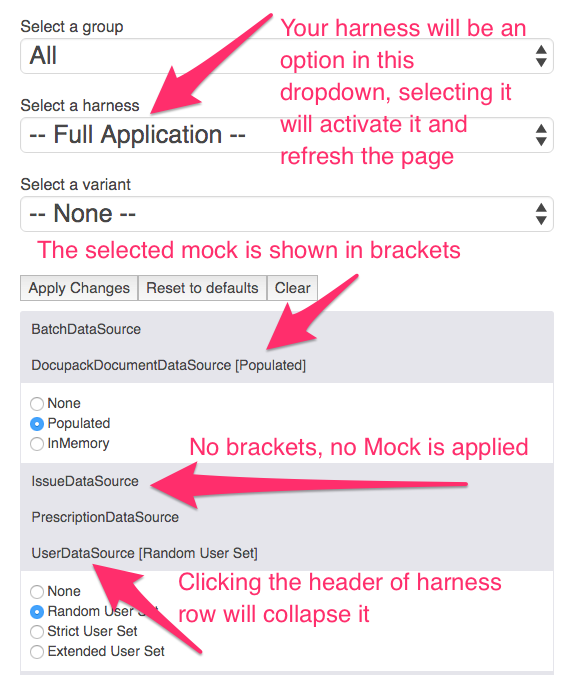 Select a group
All
Your harness will be an
option in this
dropdown, selecting it
will activate it and
refresh the page
Select a harness
-- Full Application --
Select a variant
-- None --
The selected mock is shown in brackets
Apply Changes Reset to defaults Clear
BatchDataSource
DocupackDocumentDataSource [Populated]
None
Populated
InMemory
No brackets, no Mock is applied
IssueDataSource
PrescriptionDataSource
UserDataSource [Random User Set]
Clicking the header of harness
row will collapse it
None
Random User Set
Strict User Set
Extended User Set